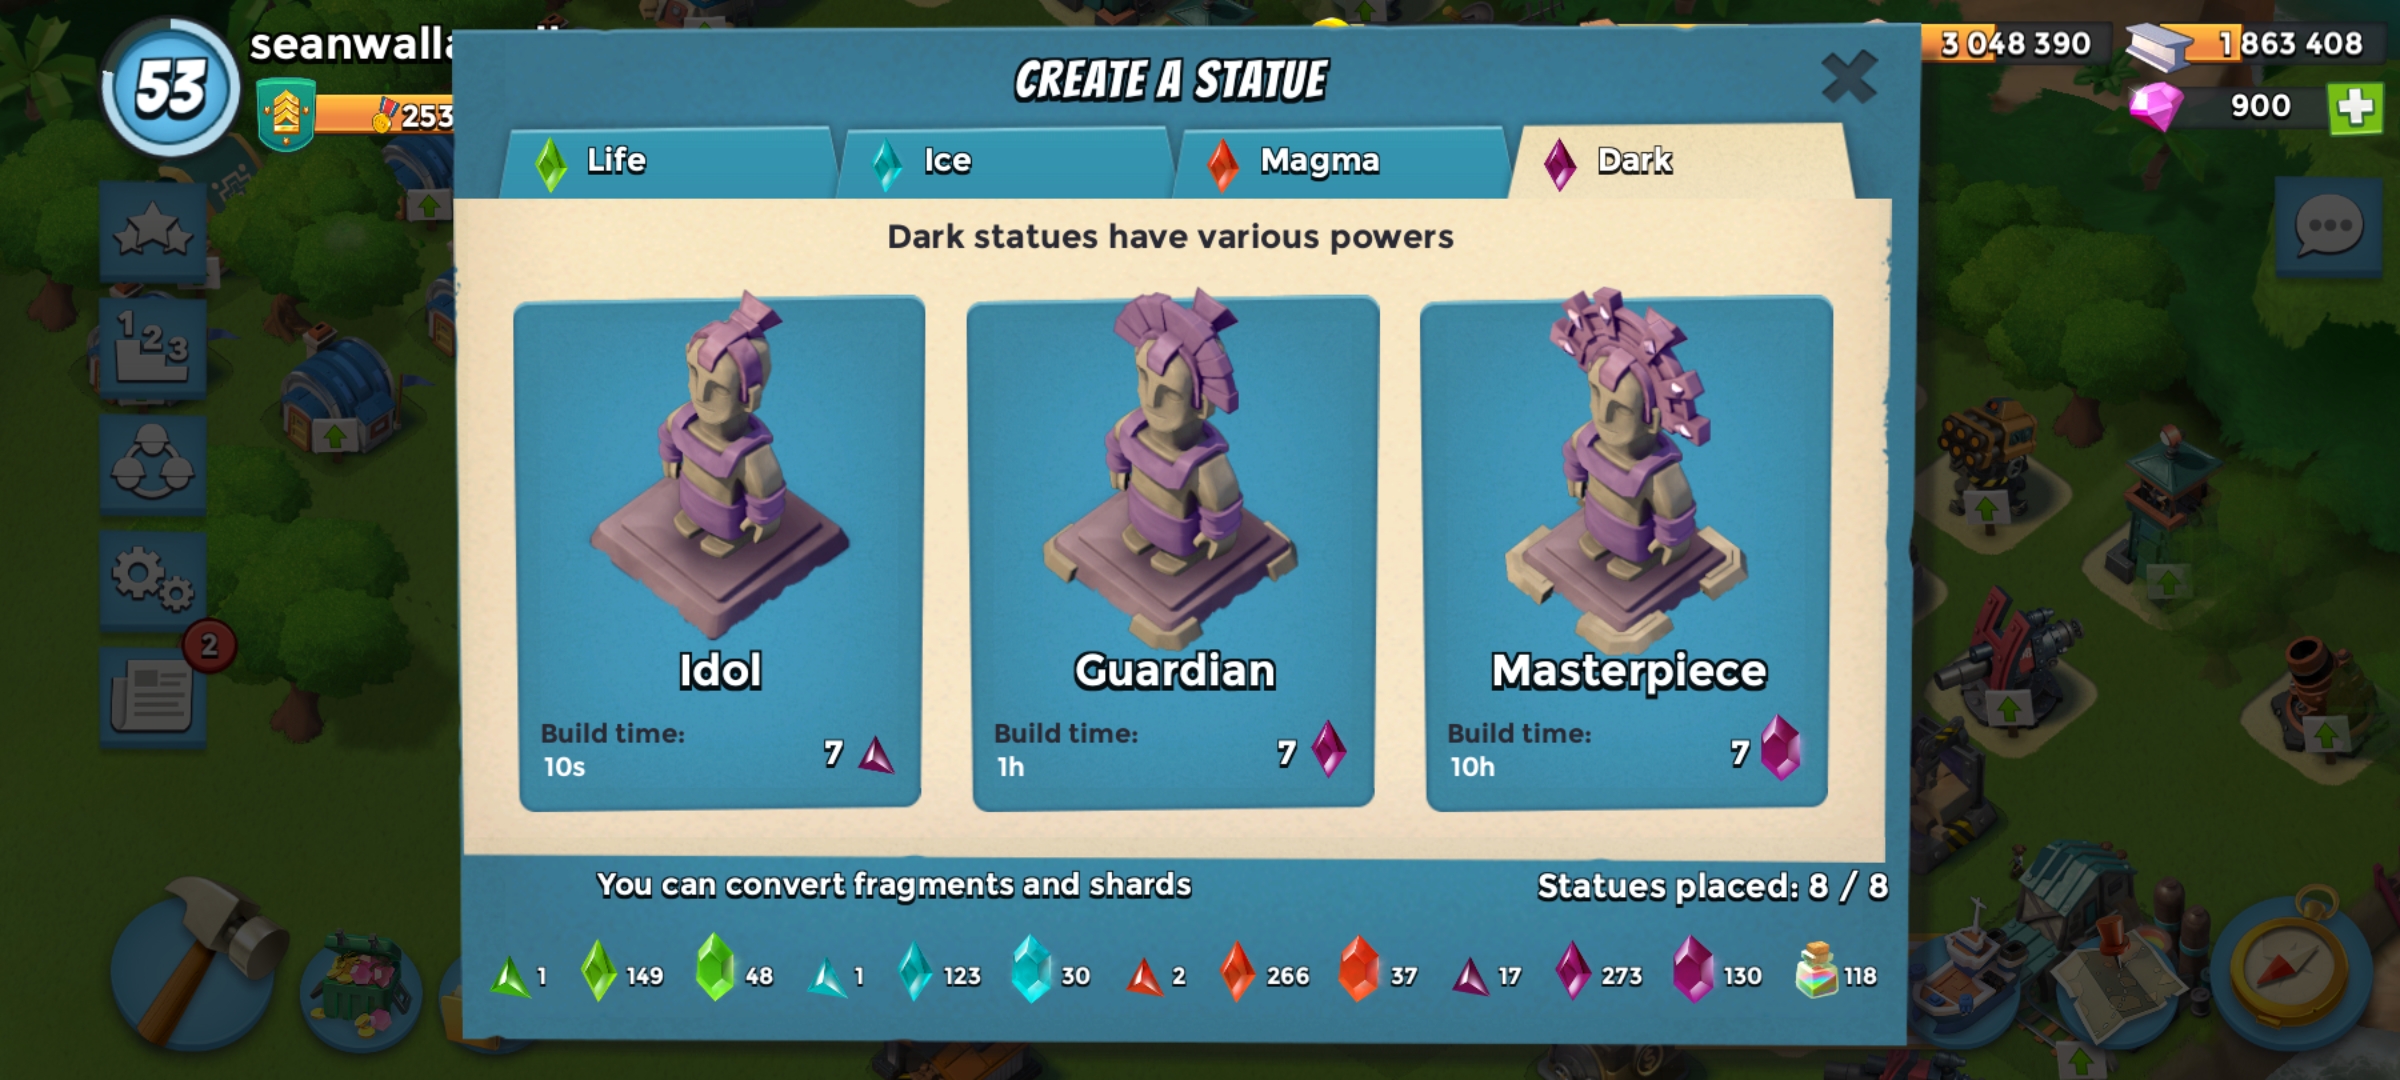 53
CREATE A STATUE
3 048 390
1 863 408
253
900
Life
Ice
Magma
Dark
Dark statues have various powers
1 2 3
2
Idol
Build time:
10s
7
Guardian
Build time:
1h
7
Masterpiece
Build time:
10h
7
You can convert fragments and shards
Statues placed: 8 / 8
1 149 48 1 123 30 2 266 37 17 273 130 118